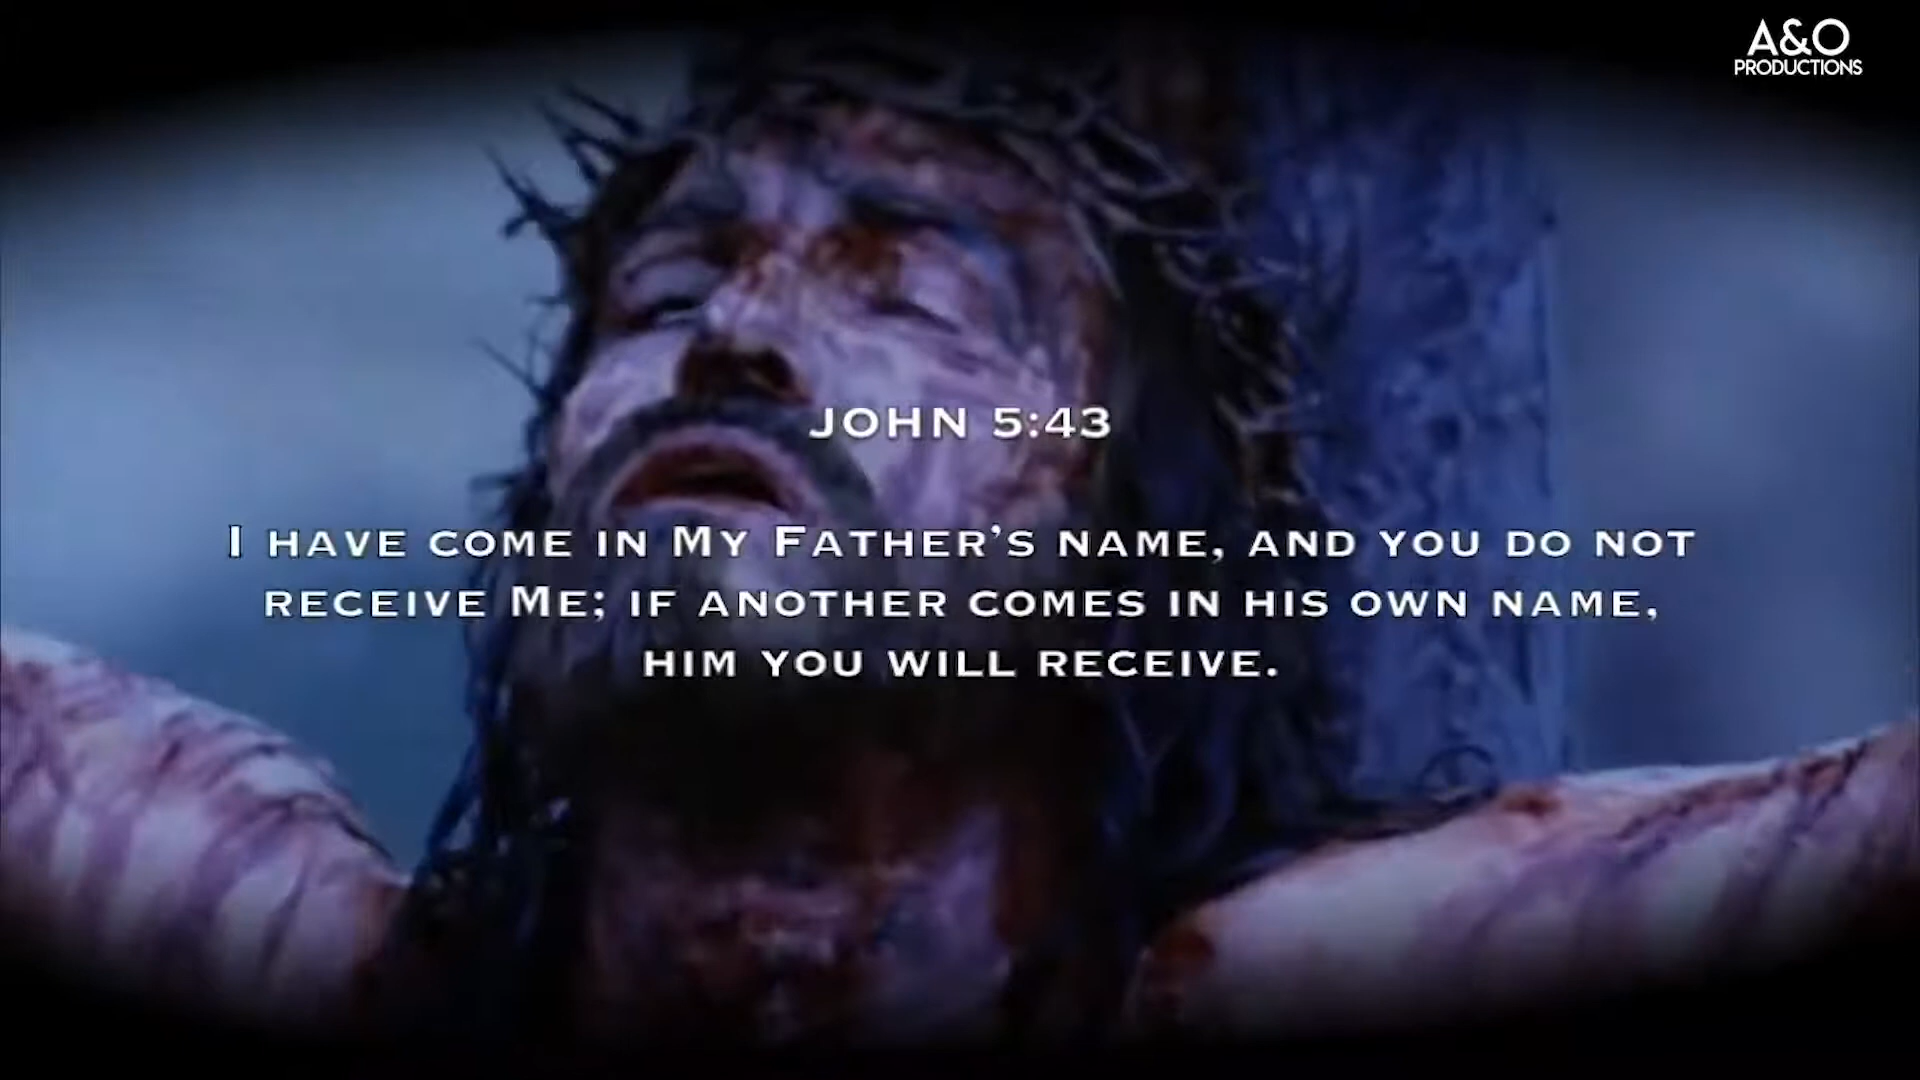 A&O
PRODUCTIONS
JOHN 5:43
I HAVE COME IN MY FATHER'S NAME, AND YOU DO NOT
RECEIVE ME; IF ANOTHER COMES IN HIS OWN NAME,
HIM YOU WILL RECEIVE.